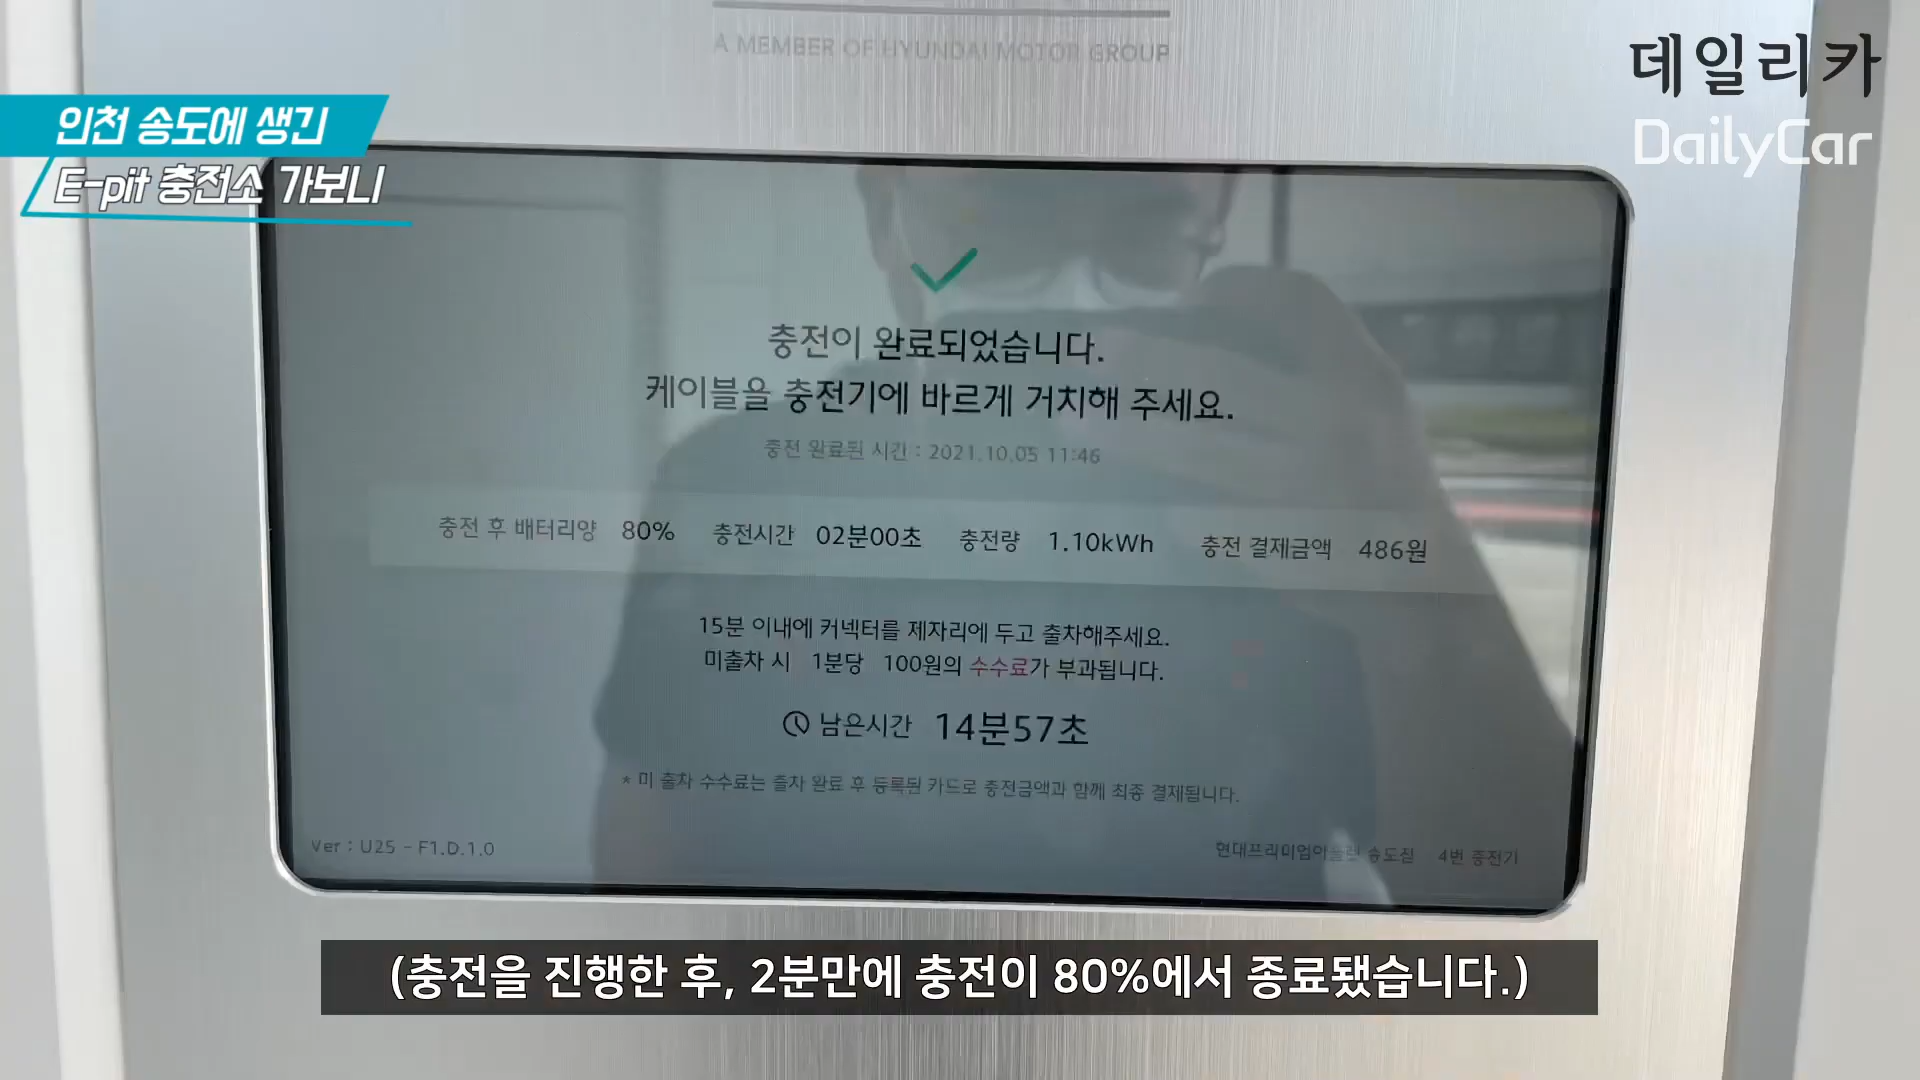 A MEMBER OF HYUNDAI MOTOR GROUP
데일리카
DailyCar
인천 송도에 생긴
E-pit 충전소 가보니
충전이 완료되었습니다.
케이블을 충전기에 바르게 거치해 주세요.
충전 완료된 시간 : 2021.10.05 11:46
충전 후 배터리양 80% 충전시간 02분00초 충전량 1.10kWh 충전 결제금액 486원
15분 이내에 커넥터를 제자리에 두고 출차해주세요.
미출차 시 1분당 100원의 수수료가 부과됩니다.
남은시간 14분57초
* 미 출차 수수료는 출차 완료 후 등록된 카드로 충전금액과 함께 최종 결제됩니다.
Ver : U25 - F1.D.1.0
현대프리미엄아울렛 송도점 4번 충전기
(충전을 진행한 후, 2분만에 충전이 80%에서 종료됐습니다.)